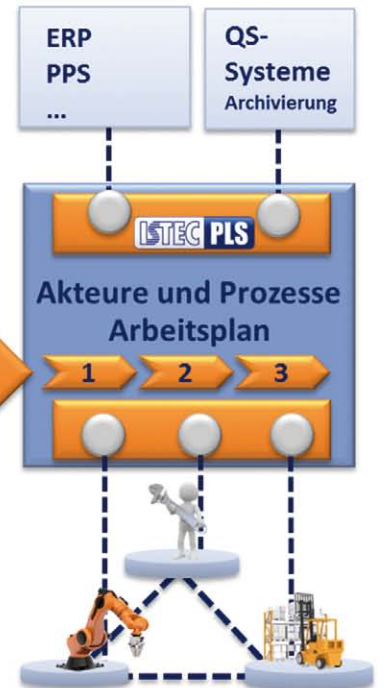 ERP
PPS
...
QS-
Systeme
Archivierung
ISTEC PLS
Akteure und Prozesse
Arbeitsplan
1 2 3